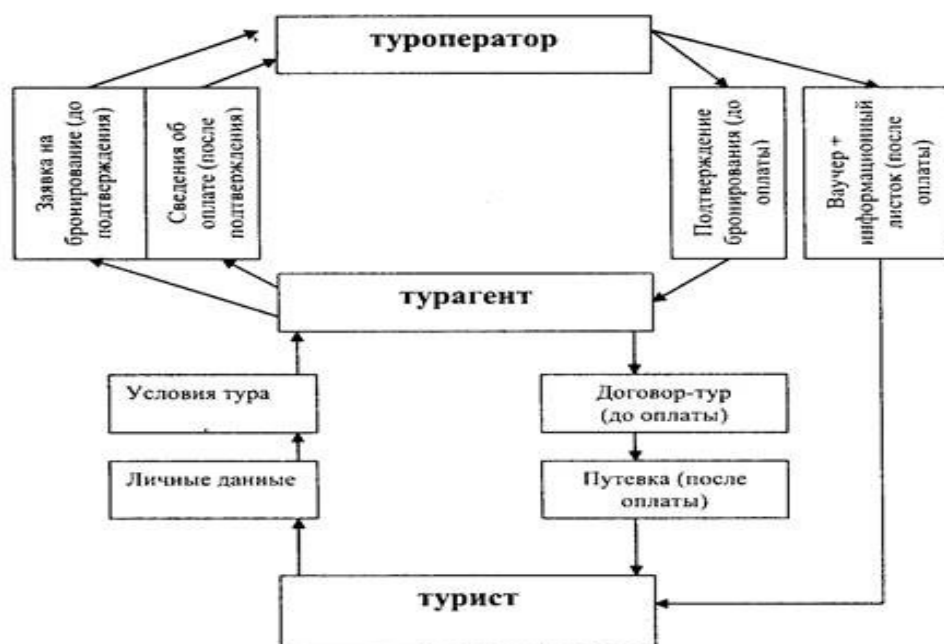 туроператор
Заявка на
бронирование (до
подтверждения)
Сведения об
оплате (после
подтверждения)
Подтверждение
бронирования (до
оплаты)
Ваучер +
информационный
листок (после
оплаты)
турагент
Условия тура
Договор-тур
(до оплаты)
Личные данные
Путевка (после
оплаты)
турист